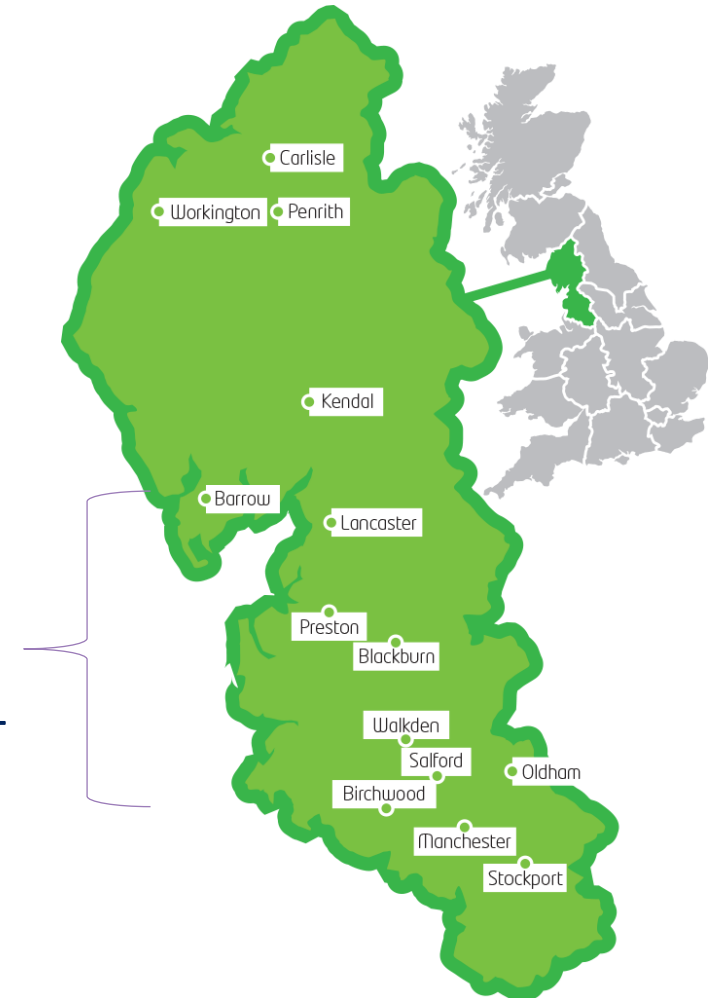 Carlisle
Workington
Penrith
Kendal
Barrow
Lancaster
Preston
Blackburn
Walkden
Salford
Oldham
Birchwood
Manchester
Stockport